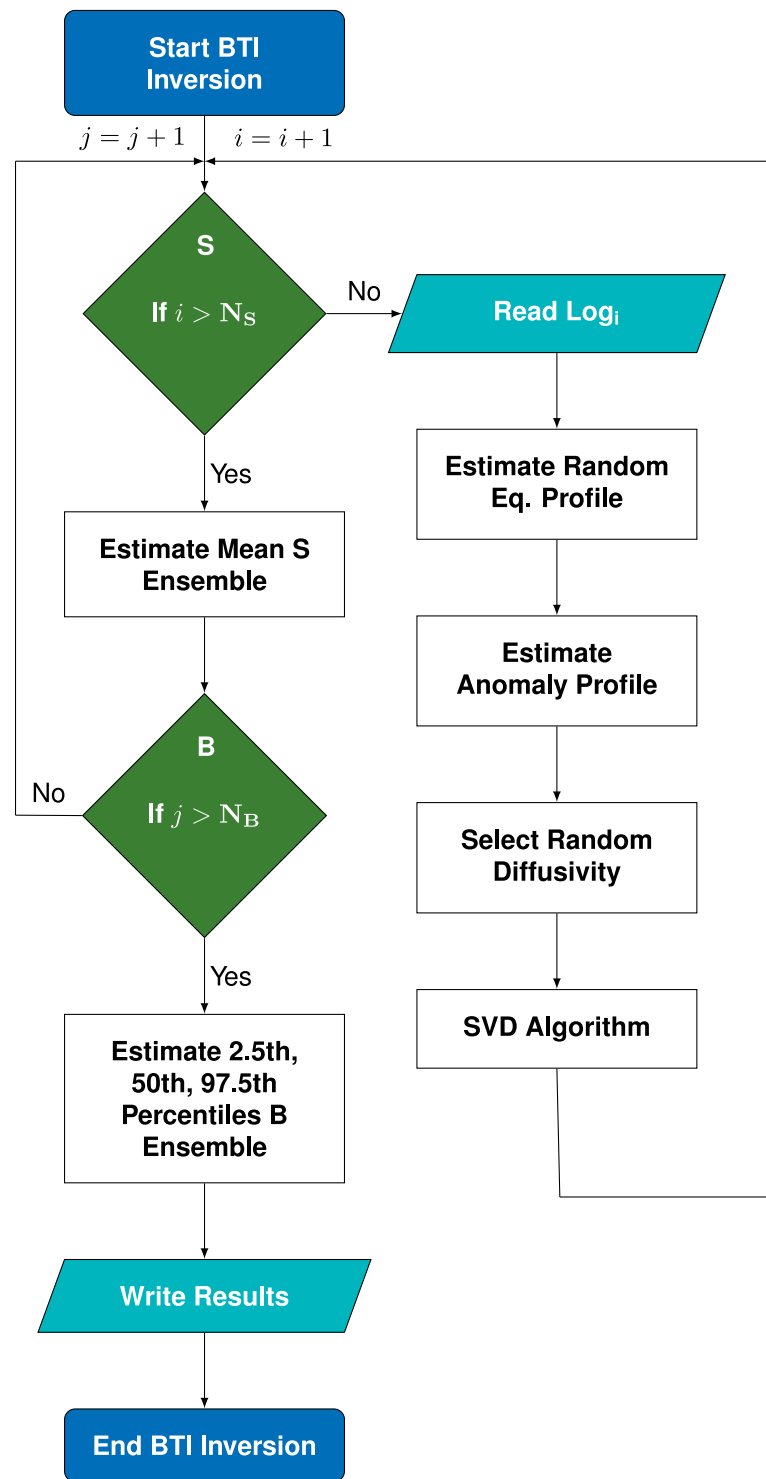 Start BTI
Inversion
j = j + 1
i = i + 1
S
If i > N_S
No
Read Log_i
Yes
Estimate Random
Eq. Profile
Estimate Mean S
Ensemble
Estimate
Anomaly Profile
B
If j > N_B
No
Select Random
Diffusivity
Yes
SVD Algorithm
Estimate 2.5th,
50th, 97.5th
Percentiles B
Ensemble
Write Results
End BTI Inversion